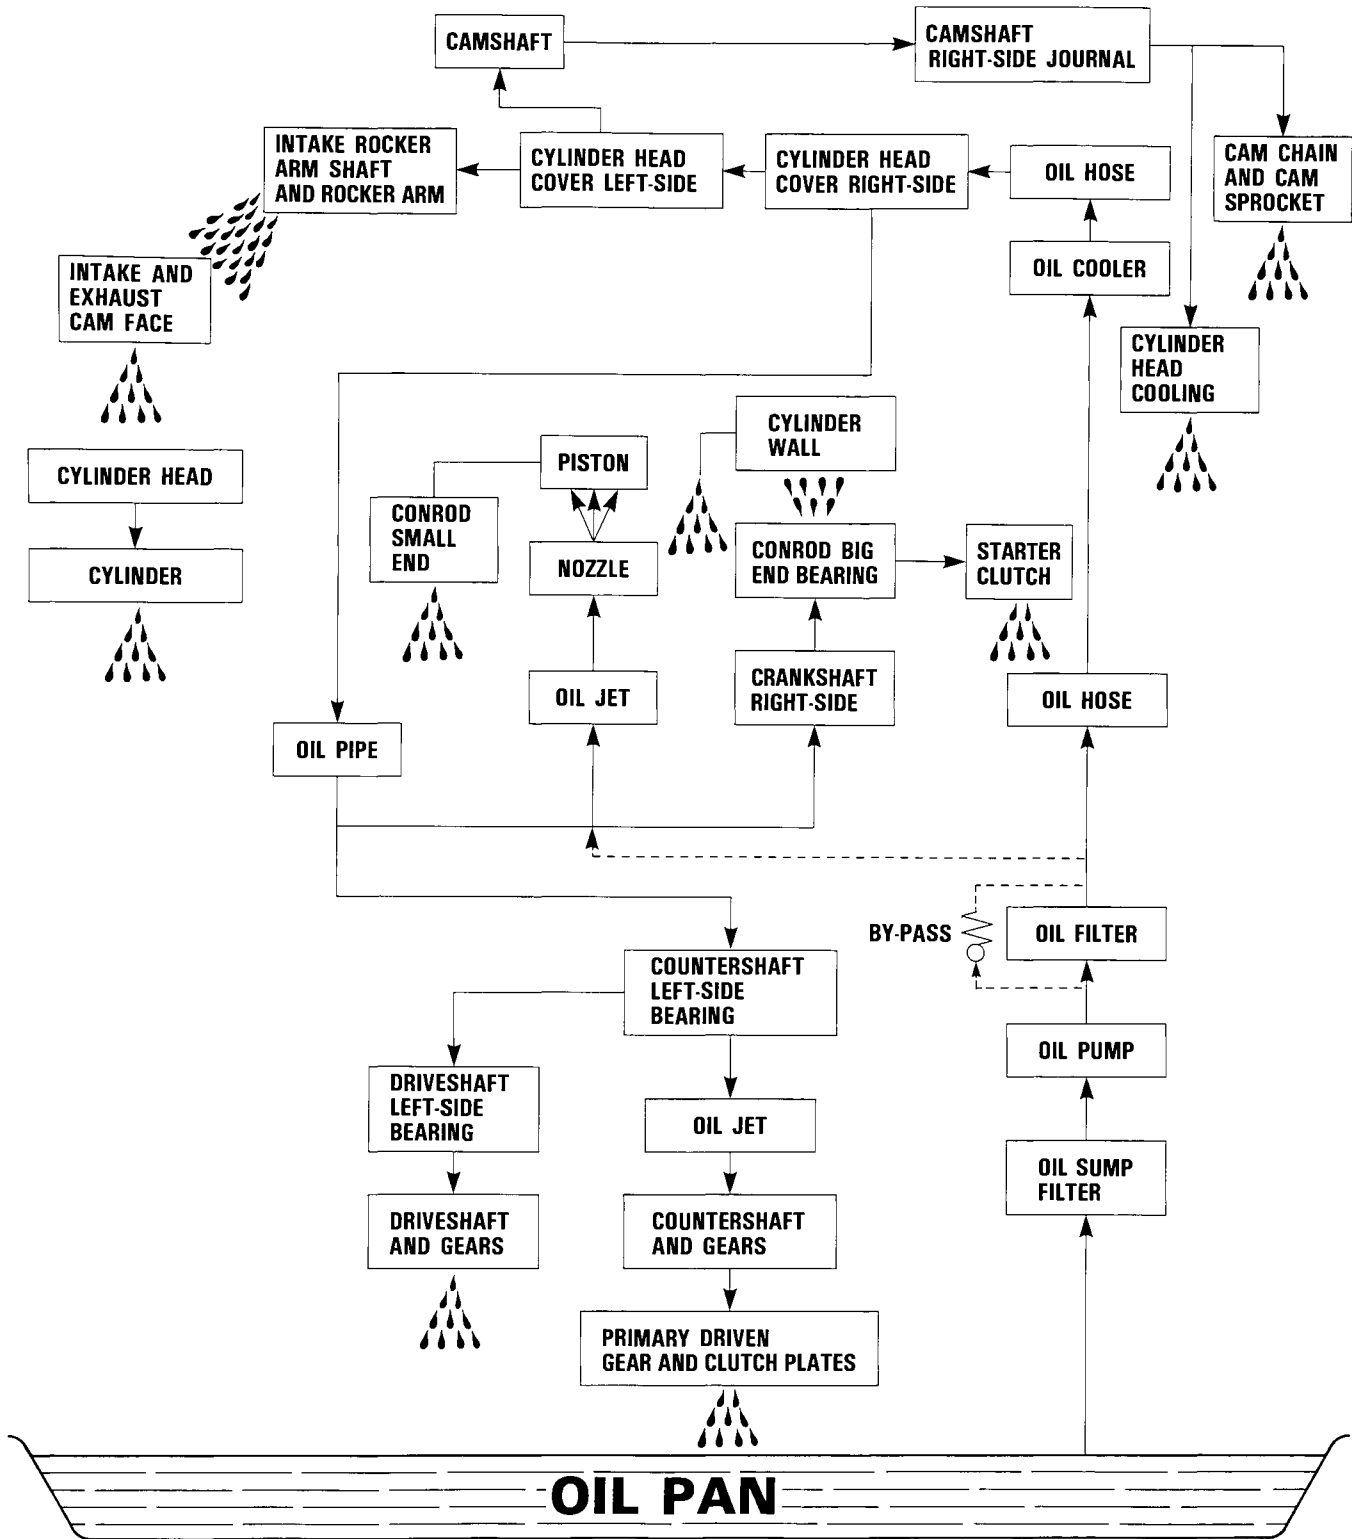 CAMSHAFT
CAMSHAFT
RIGHT-SIDE JOURNAL
INTAKE ROCKER
ARM SHAFT
AND ROCKER ARM
CYLINDER HEAD
COVER LEFT-SIDE
CYLINDER HEAD
COVER RIGHT-SIDE
OIL HOSE
CAM CHAIN
AND CAM
SPROCKET
INTAKE AND
EXHAUST
CAM FACE
OIL COOLER
CYLINDER
HEAD
COOLING
CYLINDER HEAD
CYLINDER
PISTON
CYLINDER
WALL
CONROD
SMALL
END
NOZZLE
CONROD BIG
END BEARING
STARTER
CLUTCH
OIL JET
CRANKSHAFT
RIGHT-SIDE
OIL HOSE
OIL PIPE
BY-PASS
OIL FILTER
COUNTERSHAFT
LEFT-SIDE
BEARING
OIL PUMP
DRIVESHAFT
LEFT-SIDE
BEARING
OIL JET
OIL SUMP
FILTER
DRIVESHAFT
AND GEARS
COUNTERSHAFT
AND GEARS
PRIMARY DRIVEN
GEAR AND CLUTCH PLATES
OIL PAN